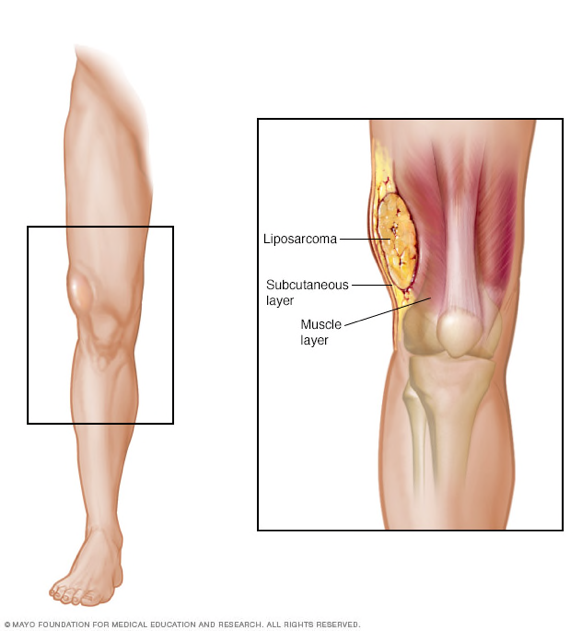 Liposarcoma
Subcutaneous
layer
Muscle
layer
© MAYO FOUNDATION FOR MEDICAL EDUCATION AND RESEARCH. ALL RIGHTS RESERVED.